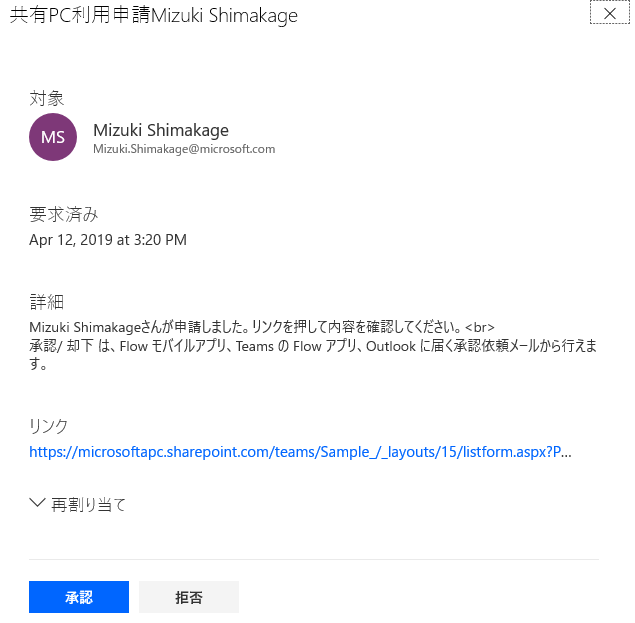 共有PC利用申請Mizuki Shimakage
対象
MS
Mizuki Shimakage
Mizuki.Shimakage@microsoft.com
要求済み
Apr 12, 2019 at 3:20 PM
詳細
Mizuki Shimakageさんが申請しました。リンクを押して内容を確認してください。<br>
承認/ 却下 は、Flow モバイルアプリ、Teams の Flow アプリ、Outlook に届く承認依頼メールから行えま
す。
リンク
https://microsoftapc.sharepoint.com/teams/Sample_/_layouts/15/listform.aspx?P...
再割り当て
承認
拒否